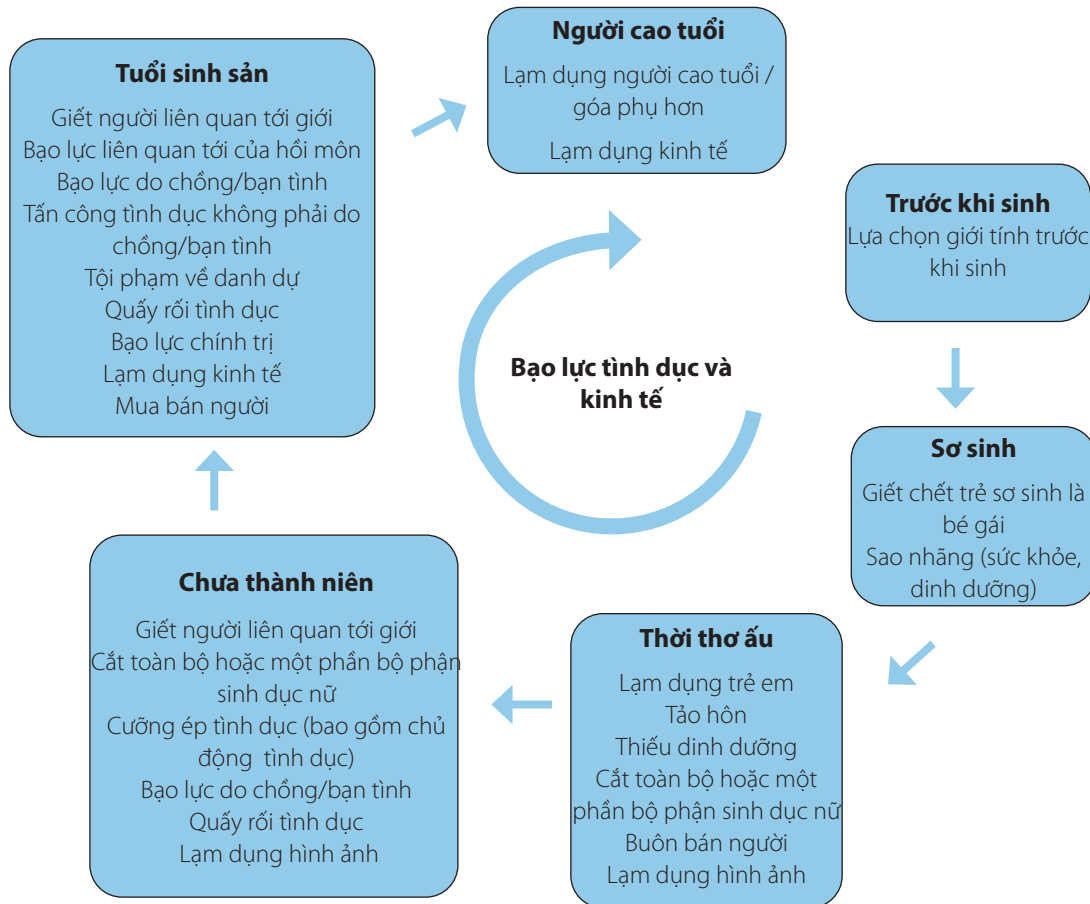 Người cao tuổi
Lạm dụng người cao tuổi /
góa phụ hơn
Lạm dụng kinh tế
Tuổi sinh sản
Giết người liên quan tới giới
Bạo lực liên quan tới của hồi môn
Bạo lực do chồng/bạn tình
Tấn công tình dục không phải do
chồng/bạn tình
Tội phạm về danh dự
Quấy rối tình dục
Bạo lực chính trị
Lạm dụng kinh tế
Mua bán người
Trước khi sinh
Lựa chọn giới tính trước
khi sinh
Bạo lực tình dục và
kinh tế
Sơ sinh
Giết chết trẻ sơ sinh là
bé gái
Sao nhãng (sức khỏe,
dinh dưỡng)
Chưa thành niên
Giết người liên quan tới giới
Cắt toàn bộ hoặc một phần bộ phận
sinh dục nữ
Cưỡng ép tình dục (bao gồm chủ
động tình dục)
Bạo lực do chồng/bạn tình
Quấy rối tình dục
Lạm dụng hình ảnh
Thời thơ ấu
Lạm dụng trẻ em
Tảo hôn
Thiếu dinh dưỡng
Cắt toàn bộ hoặc một
phần bộ phận sinh dục nữ
Buôn bán người
Lạm dụng hình ảnh